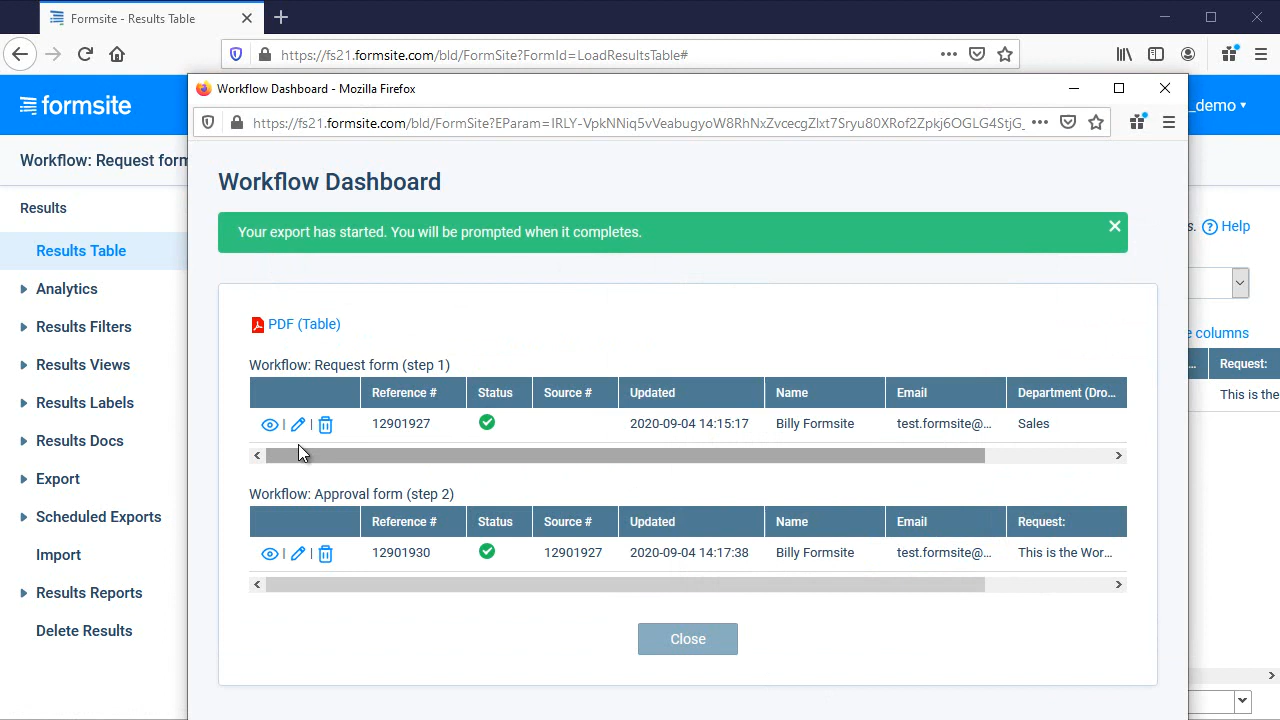 Formsite - Results Table
https://fs21.formsite.com/bld/FormSite?FormId=LoadResultsTable#
Workflow Dashboard - Mozilla Firefox
formsite
_demo
https://fs21.formsite.com/bld/FormSite?EParam=IRLY-VpkNNiq5vVeabugyoW8RhNxZvcecgZlxt7Sryu80XRof2Zpkj6OGLG4StjG_
Workflow: Request form
Workflow Dashboard
Results
Your export has started. You will be prompted when it completes.
s. Help
Results Table
Analytics
Results Filters
Results Views
Results Labels
Results Docs
Export
Scheduled Exports
Import
Results Reports
Delete Results
PDF (Table)
e columns
Workflow: Request form (step 1)
... Request:
Reference # Status Source # Updated Name Email Department (Dro...
This is the
12901927 2020-09-04 14:15:17 Billy Formsite test.formsite@... Sales
Workflow: Approval form (step 2)
Reference # Status Source # Updated Name Email Request:
12901930 12901927 2020-09-04 14:17:38 Billy Formsite test.formsite@... This is the Wor...
Close